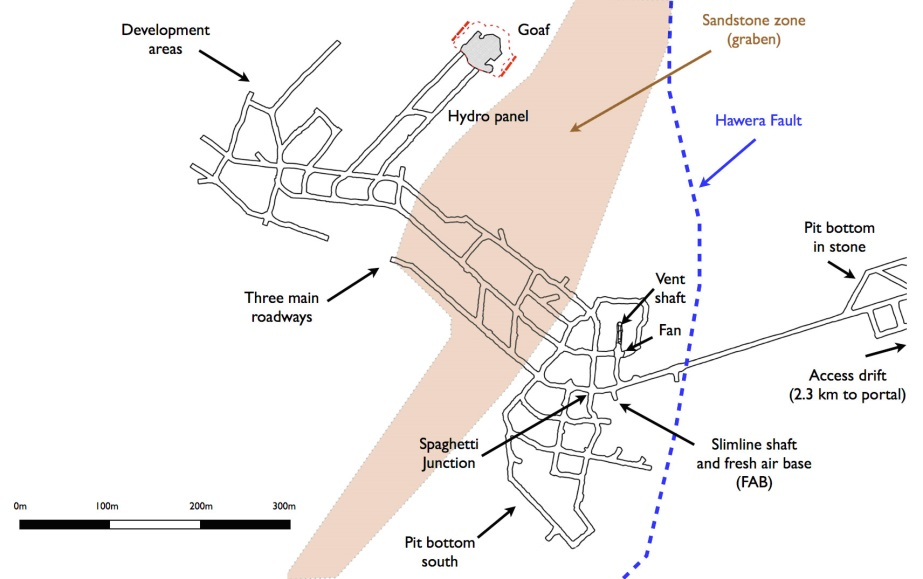 Development
areas
Goaf
Sandstone zone
(graben)
Hydro panel
Hawera Fault
Pit bottom
in stone
Three main
roadways
Vent
shaft
Fan
Access drift
(2.3 km to portal)
Spaghetti
Junction
Slimline shaft
and fresh air base
(FAB)
0m 100m 200m 300m
Pit bottom
south